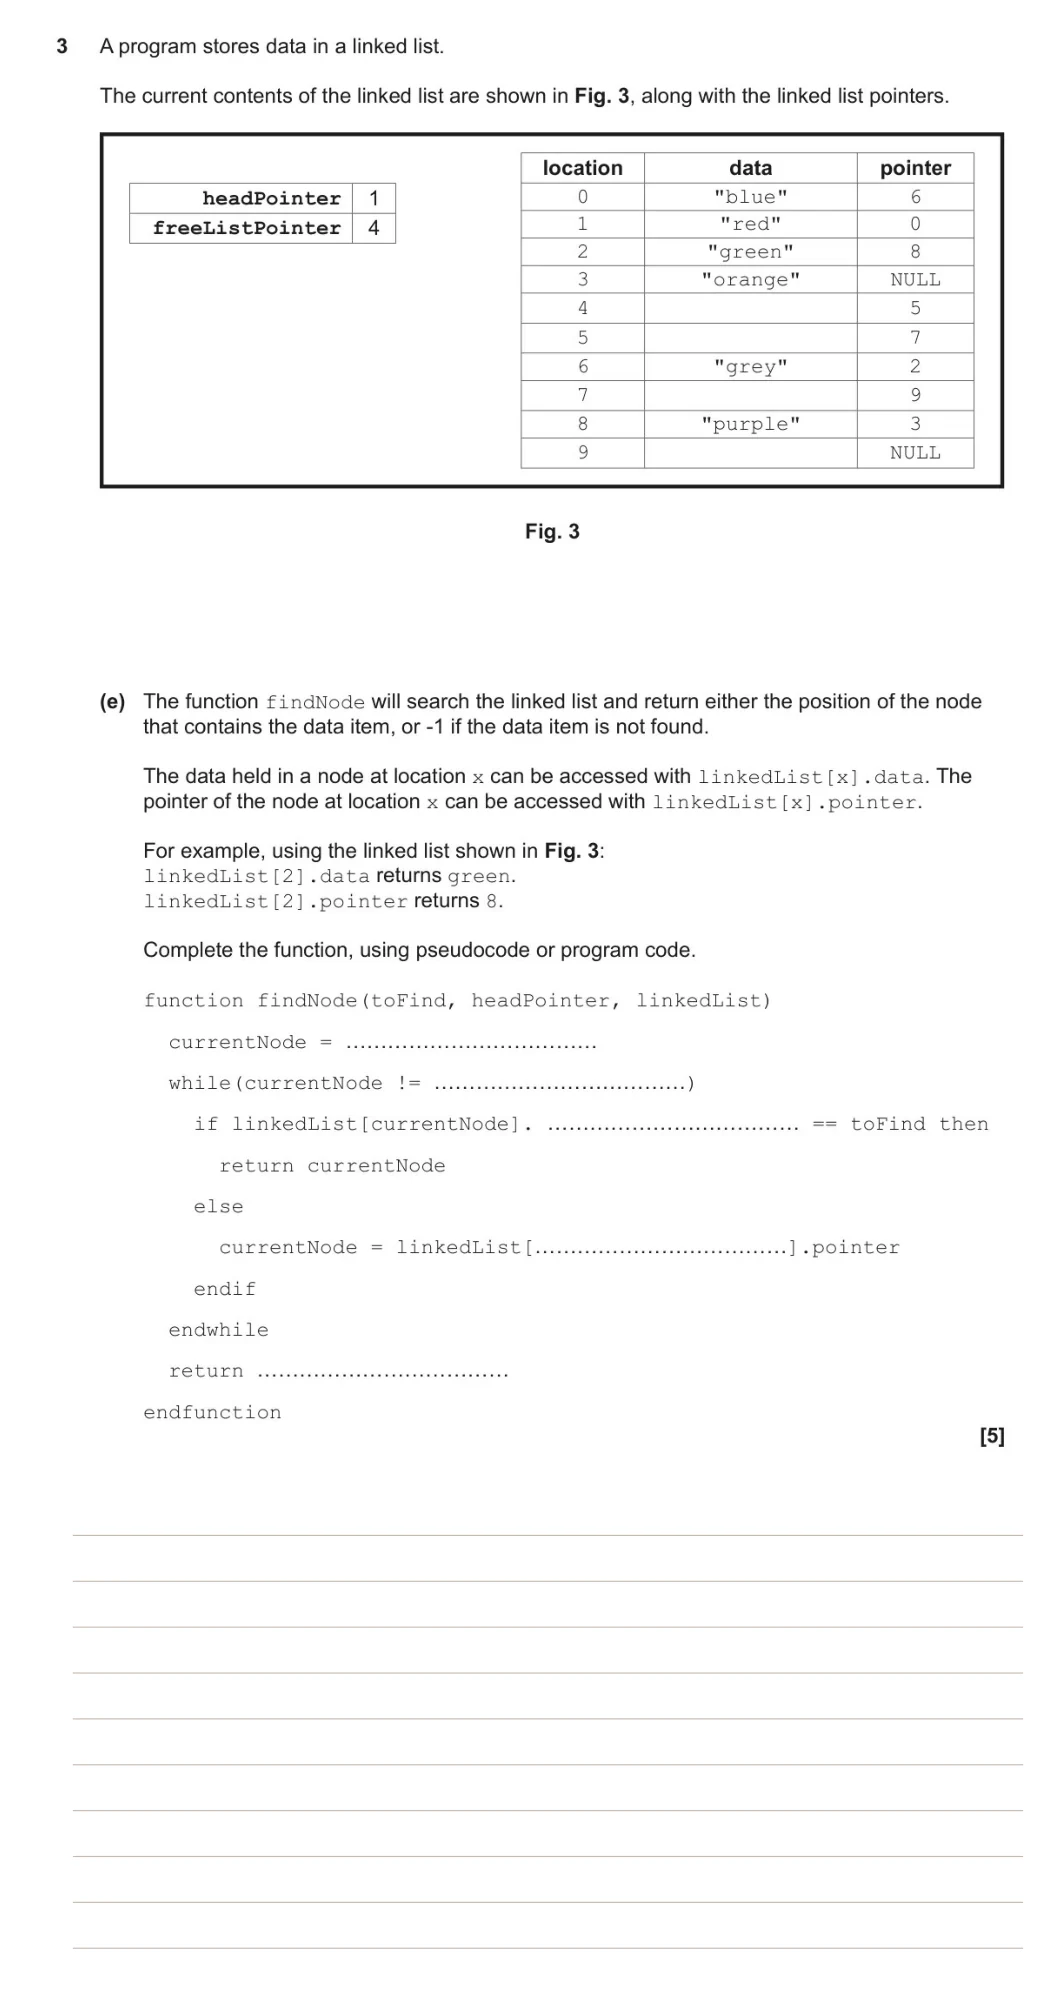 3 A program stores data in a linked list.
The current contents of the linked list are shown in Fig. 3, along with the linked list pointers.
headPointer 1
freeListPointer 4
location data pointer
0 "blue" 6
1 "red" 0
2 "green" 8
3 "orange" NULL
4 5
5 7
6 "grey" 2
7 9
8 "purple" 3
9 NULL
Fig. 3
(e) The function findNode will search the linked list and return either the position of the node
that contains the data item, or -1 if the data item is not found.
The data held in a node at location x can be accessed with linkedList[x].data. The
pointer of the node at location x can be accessed with linkedList[x].pointer.
For example, using the linked list shown in Fig. 3:
linkedList[2].data returns green.
linkedList[2].pointer returns 8.
Complete the function, using pseudocode or program code.
function findNode(toFind, headPointer, linkedList)
currentNode = ....................................
while(currentNode != ....................................)
if linkedList[currentNode]. .................................... == toFind then
return currentNode
else
currentNode = linkedList[....................................].pointer
endif
endwhile
return ....................................
endfunction
[5]